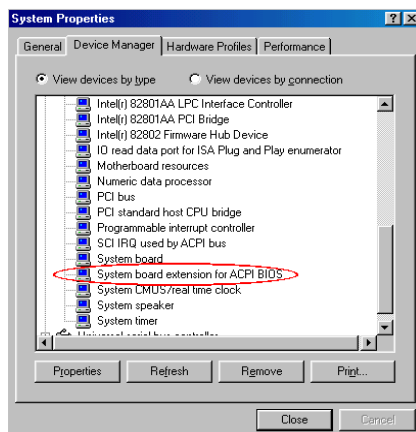 System Properties
General
Device Manager
Hardware Profiles
Performance
View devices by type
View devices by connection
Intel(r) 82801AA LPC Interface Controller
Intel(r) 82801AA PCI Bridge
Intel(r) 82802 Firmware Hub Device
IO read data port for ISA Plug and Play enumerator
Motherboard resources
Numeric data processor
PCI bus
PCI standard host CPU bridge
Programmable interrupt controller
SCI IRQ used by ACPI bus
System board
System board extension for ACPI BIOS
System CMOS/real time clock
System speaker
System timer
Universal serial bus controller
Properties
Refresh
Remove
Print...
Close
Cancel